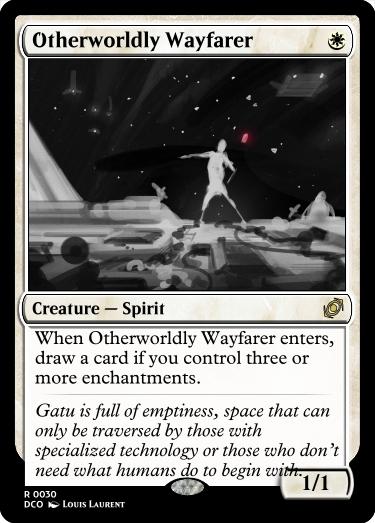 Otherworldly Wayfarer
Creature — Spirit
When Otherworldly Wayfarer enters,
draw a card if you control three or
more enchantments.
Gatu is full of emptiness, space that can
only be traversed by those with
specialized technology or those who don't
need what humans do to begin with.
1/1
R 0030
DCO Louis Laurent